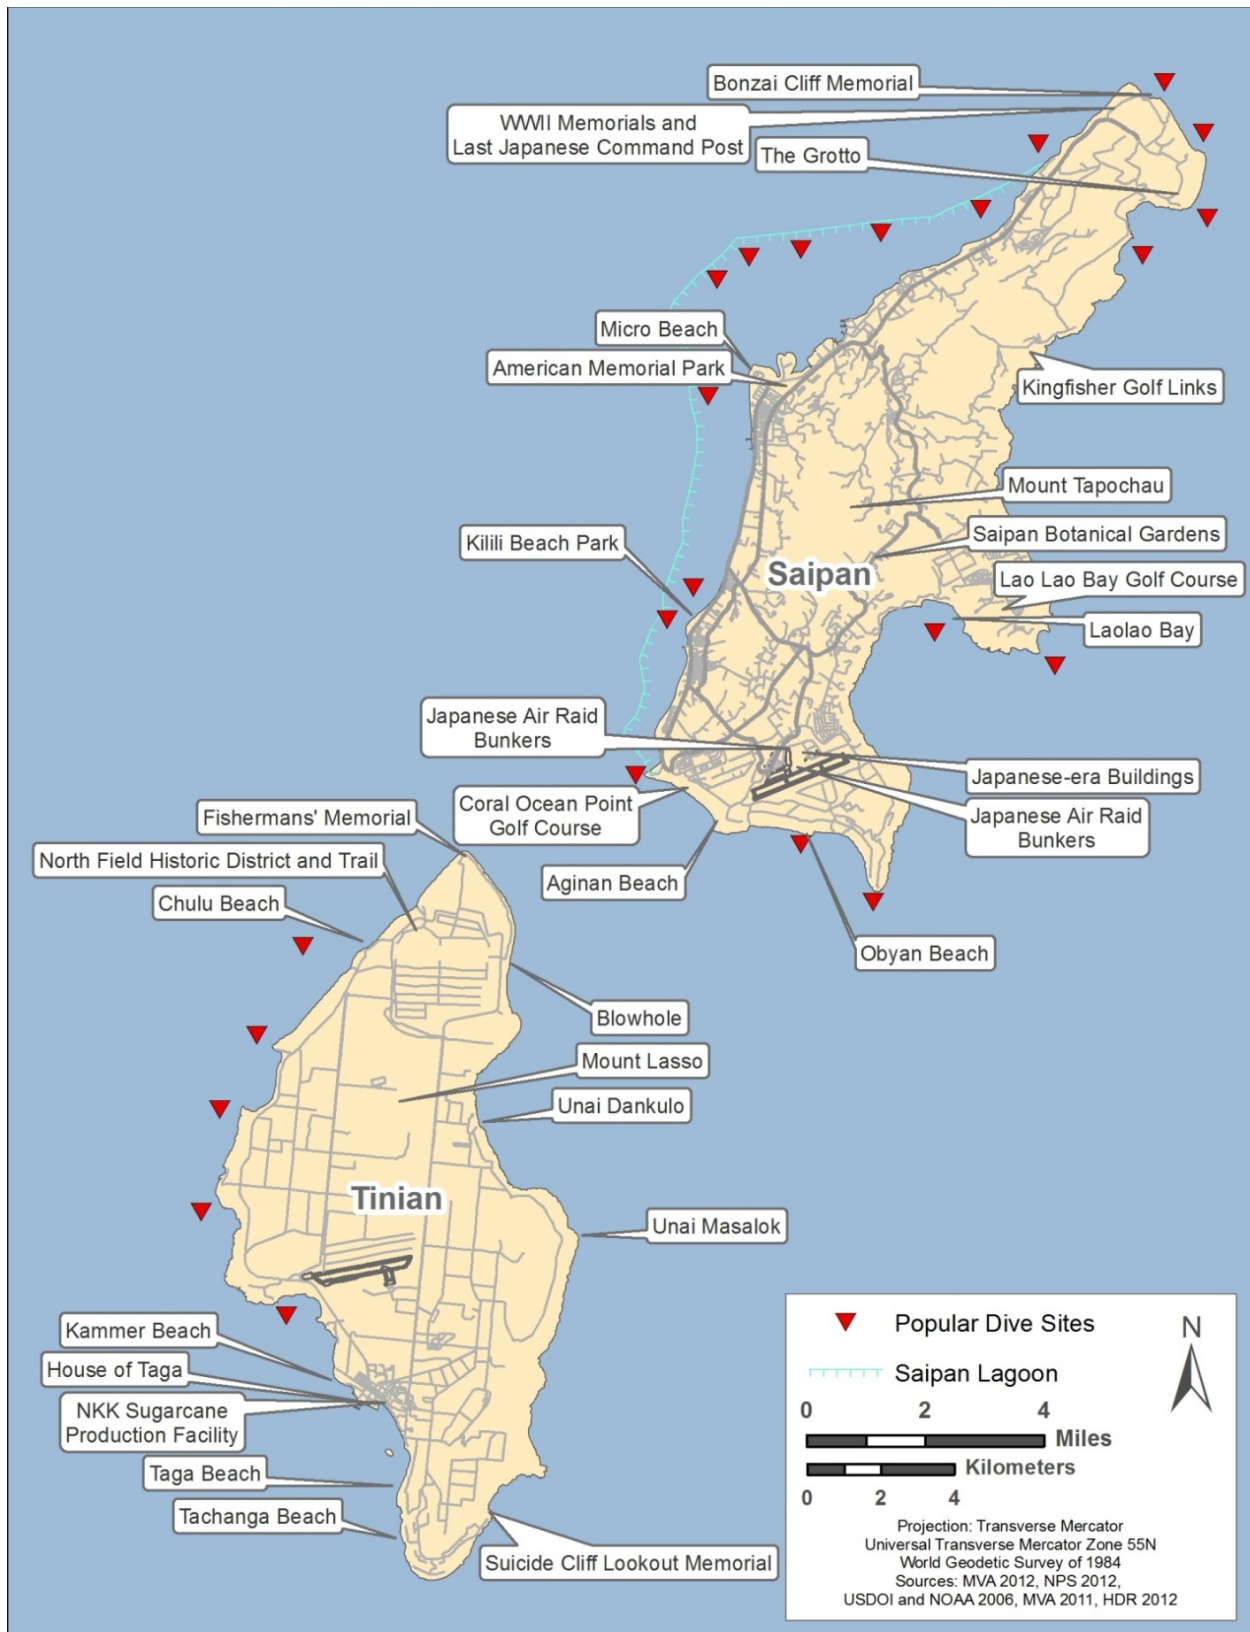 Bonzai Cliff Memorial
WWII Memorials and
Last Japanese Command Post
The Grotto
Micro Beach
American Memorial Park
Kingfisher Golf Links
Mount Tapochau
Saipan Botanical Gardens
Kilili Beach Park
Saipan
Lao Lao Bay Golf Course
Laolao Bay
Japanese Air Raid
Bunkers
Japanese-era Buildings
Coral Ocean Point
Golf Course
Japanese Air Raid
Bunkers
Fishermans' Memorial
North Field Historic District and Trail
Aginan Beach
Chulu Beach
Obyan Beach
Blowhole
Mount Lasso
Unai Dankulo
Tinian
Unai Masalok
Kammer Beach
House of Taga
NKK Sugarcane
Production Facility
Taga Beach
Tachanga Beach
Suicide Cliff Lookout Memorial
Popular Dive Sites
N
Saipan Lagoon
0 2 4
Miles
Kilometers
0 2 4
Projection: Transverse Mercator
Universal Transverse Mercator Zone 55N
World Geodetic Survey of 1984
Sources: MVA 2012, NPS 2012,
USDOI and NOAA 2006, MVA 2011, HDR 2012